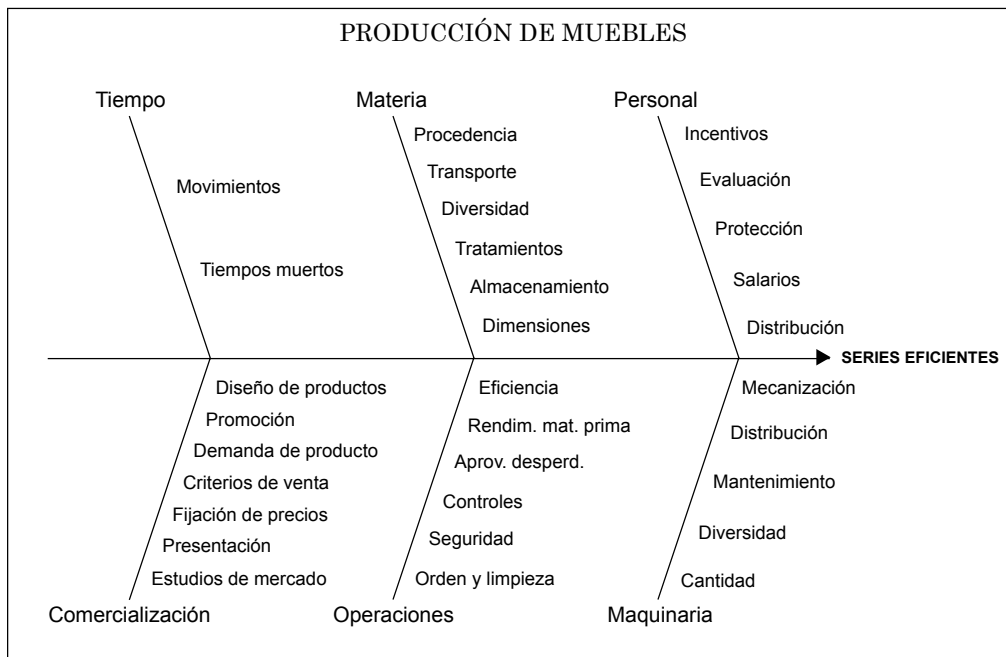 PRODUCCIÓN DE MUEBLES
Tiempo
Movimientos
Tiempos muertos
Materia
Procedencia
Transporte
Diversidad
Tratamientos
Almacenamiento
Dimensiones
Personal
Incentivos
Evaluación
Protección
Salarios
Distribución
SERIES EFICIENTES
Diseño de productos
Promoción
Demanda de producto
Criterios de venta
Fijación de precios
Presentación
Estudios de mercado
Comercialización
Eficiencia
Rendim. mat. prima
Aprov. desperd.
Controles
Seguridad
Orden y limpieza
Operaciones
Mecanización
Distribución
Mantenimiento
Diversidad
Cantidad
Maquinaria